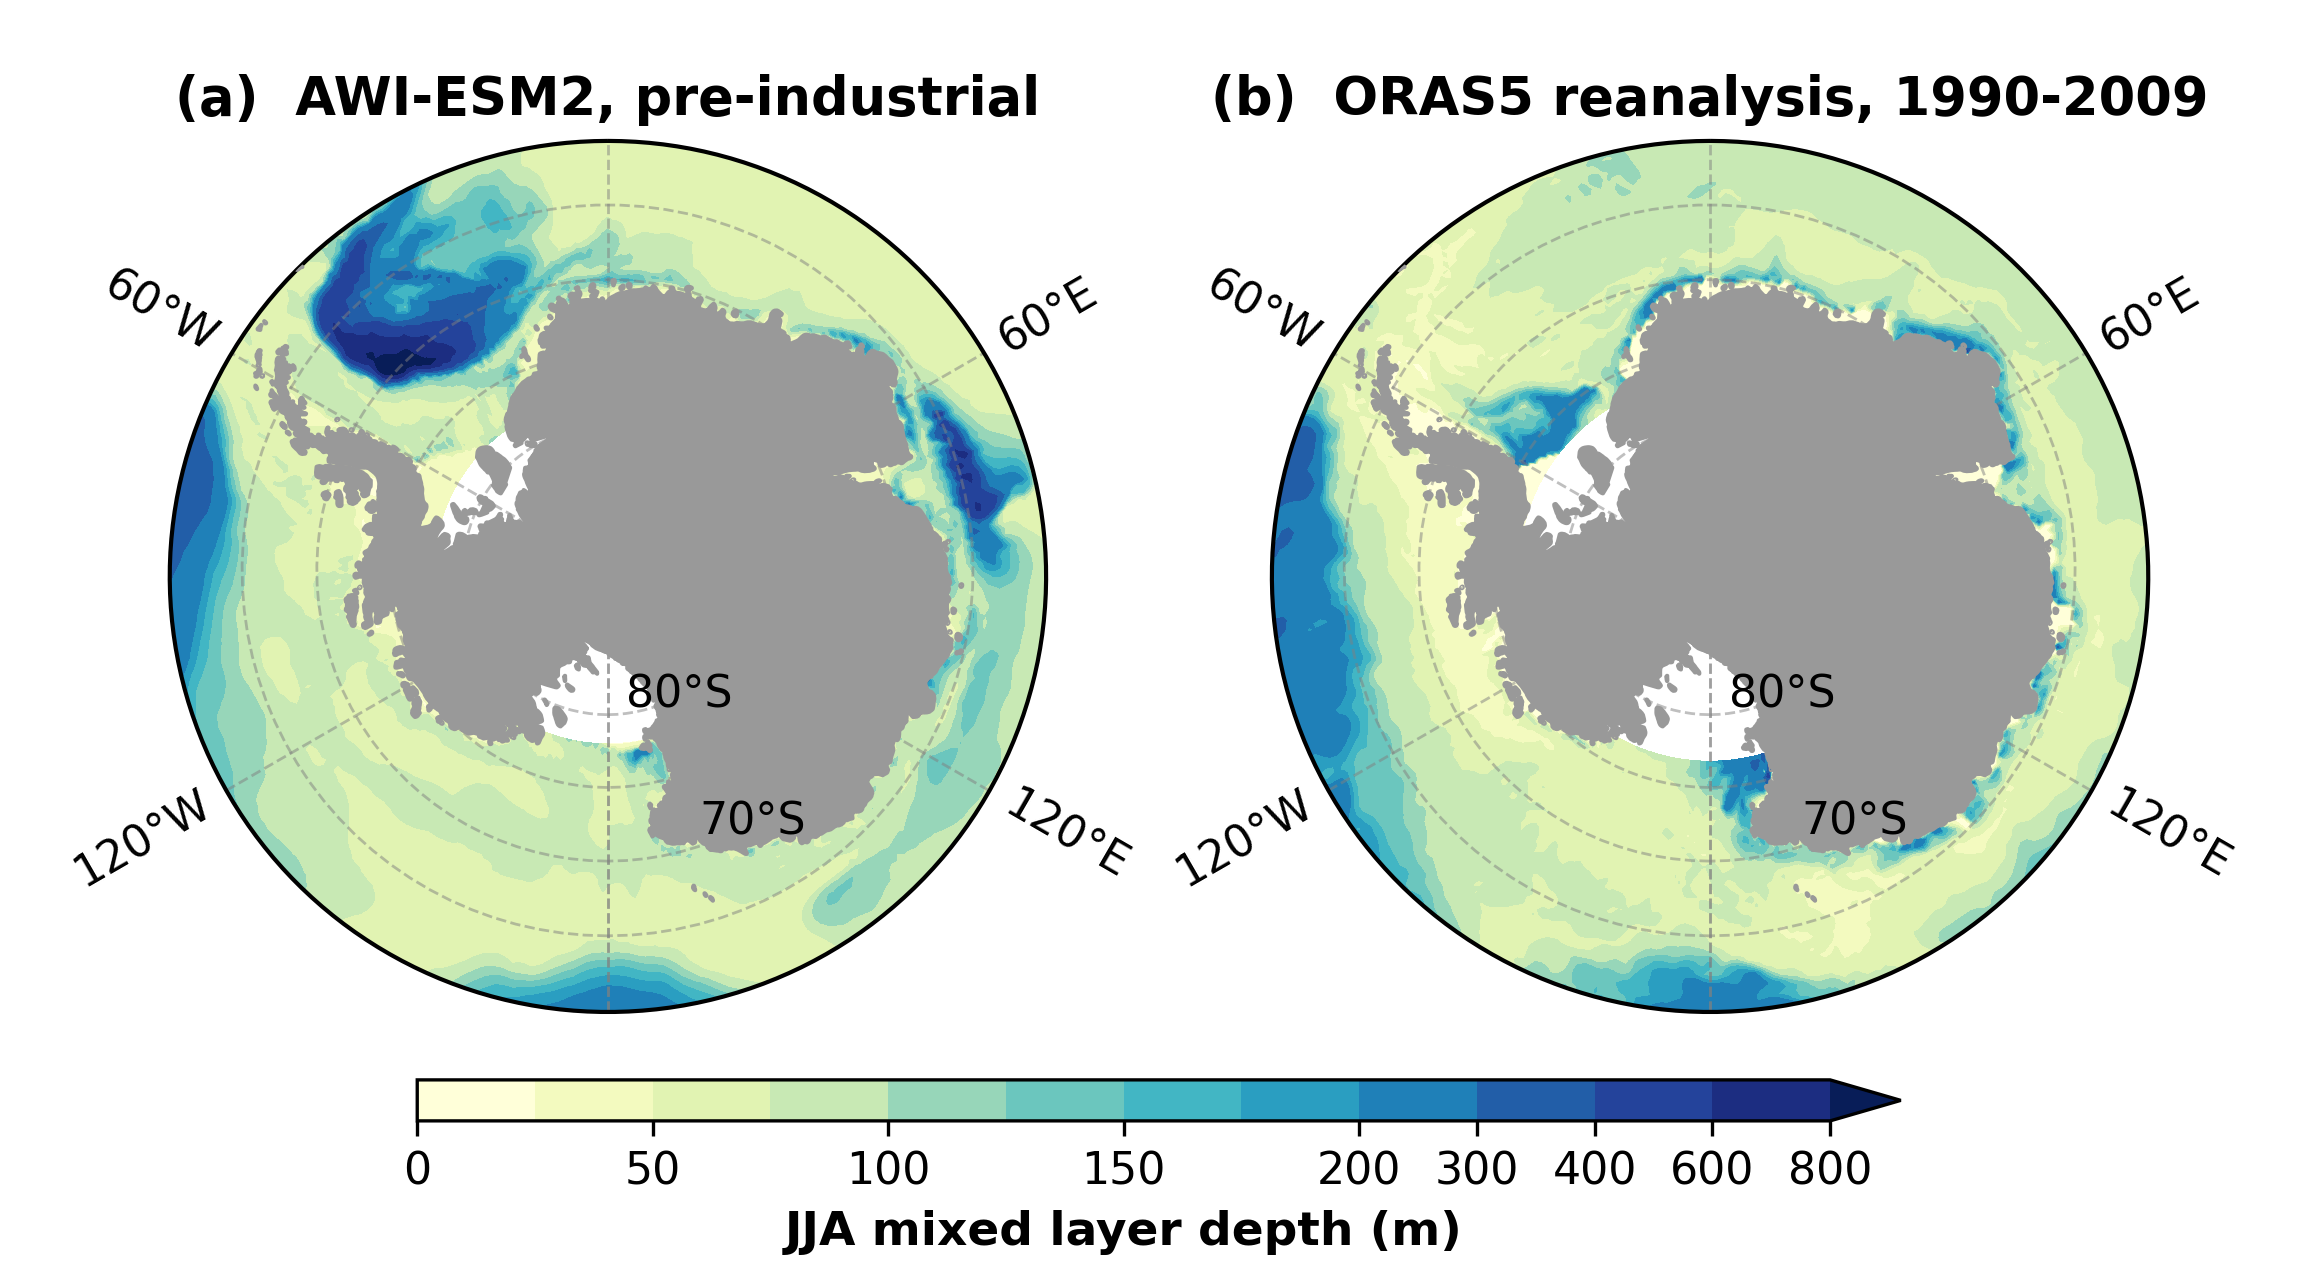 (a) AWI-ESM2, pre-industrial
(b) ORAS5 reanalysis, 1990-2009
60°W
60°E
80°S
70°S
120°W
120°E
60°W
60°E
80°S
70°S
120°W
120°E
0 50 100 150 200 300 400 600 800
JJA mixed layer depth (m)